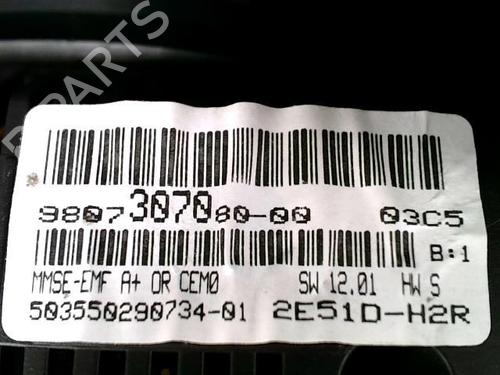 B-PARTS
9807307080-00 03C5
B:1
MMSE-EMF A+ OR CEM0 SW 12.01 HW S
503550290734-01 2E51D-H2R